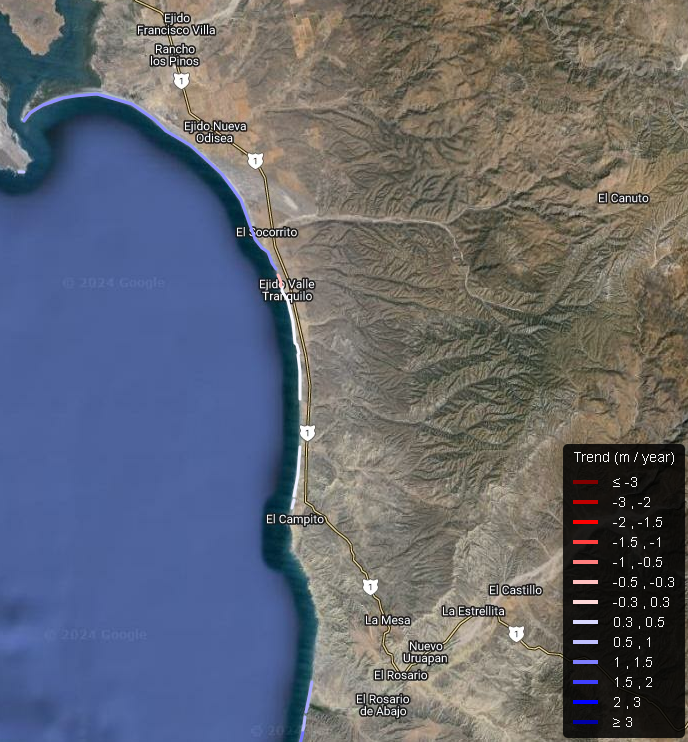 Ejido
Francisco Villa
Rancho
los Pinos
1
Ejido Nueva
Odisea
1
El Canuto
El Socorrito
© 2024 Google
Ejido Valle
Tranquilo
1
El Campito
1
El Castillo
La Estrellita
La Mesa
1
© 2024 Google
Nuevo
Uruapan
El Rosario
El Rosario
de Abajo
© 20
Trend (m / year)
≤ -3
-3 , -2
-2 , -1.5
-1.5 , -1
-1 , -0.5
-0.5 , -0.3
-0.3 , 0.3
0.3 , 0.5
0.5 , 1
1 , 1.5
1.5 , 2
2 , 3
≥ 3